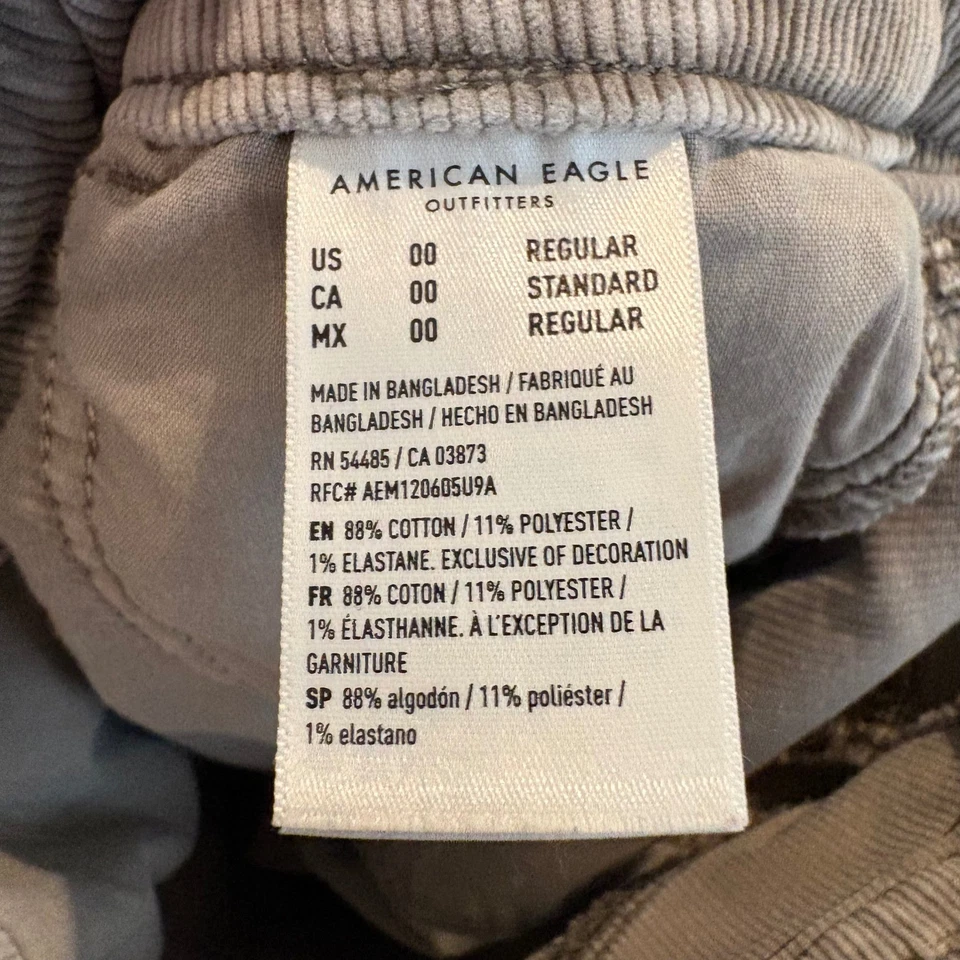 AMERICAN EAGLE
OUTFITTERS
US 00 REGULAR
CA 00 STANDARD
MX 00 REGULAR
MADE IN BANGLADESH / FABRIQUÉ AU
BANGLADESH / HECHO EN BANGLADESH
RN 54485 / CA 03873
RFC# AEM120605U9A
EN 88% COTTON / 11% POLYESTER /
1% ELASTANE. EXCLUSIVE OF DECORATION
FR 88% COTON / 11% POLYESTER /
1% ÉLASTHANNE. À L'EXCEPTION DE LA
GARNITURE
SP 88% algodón / 11% poliéster /
1% elastano